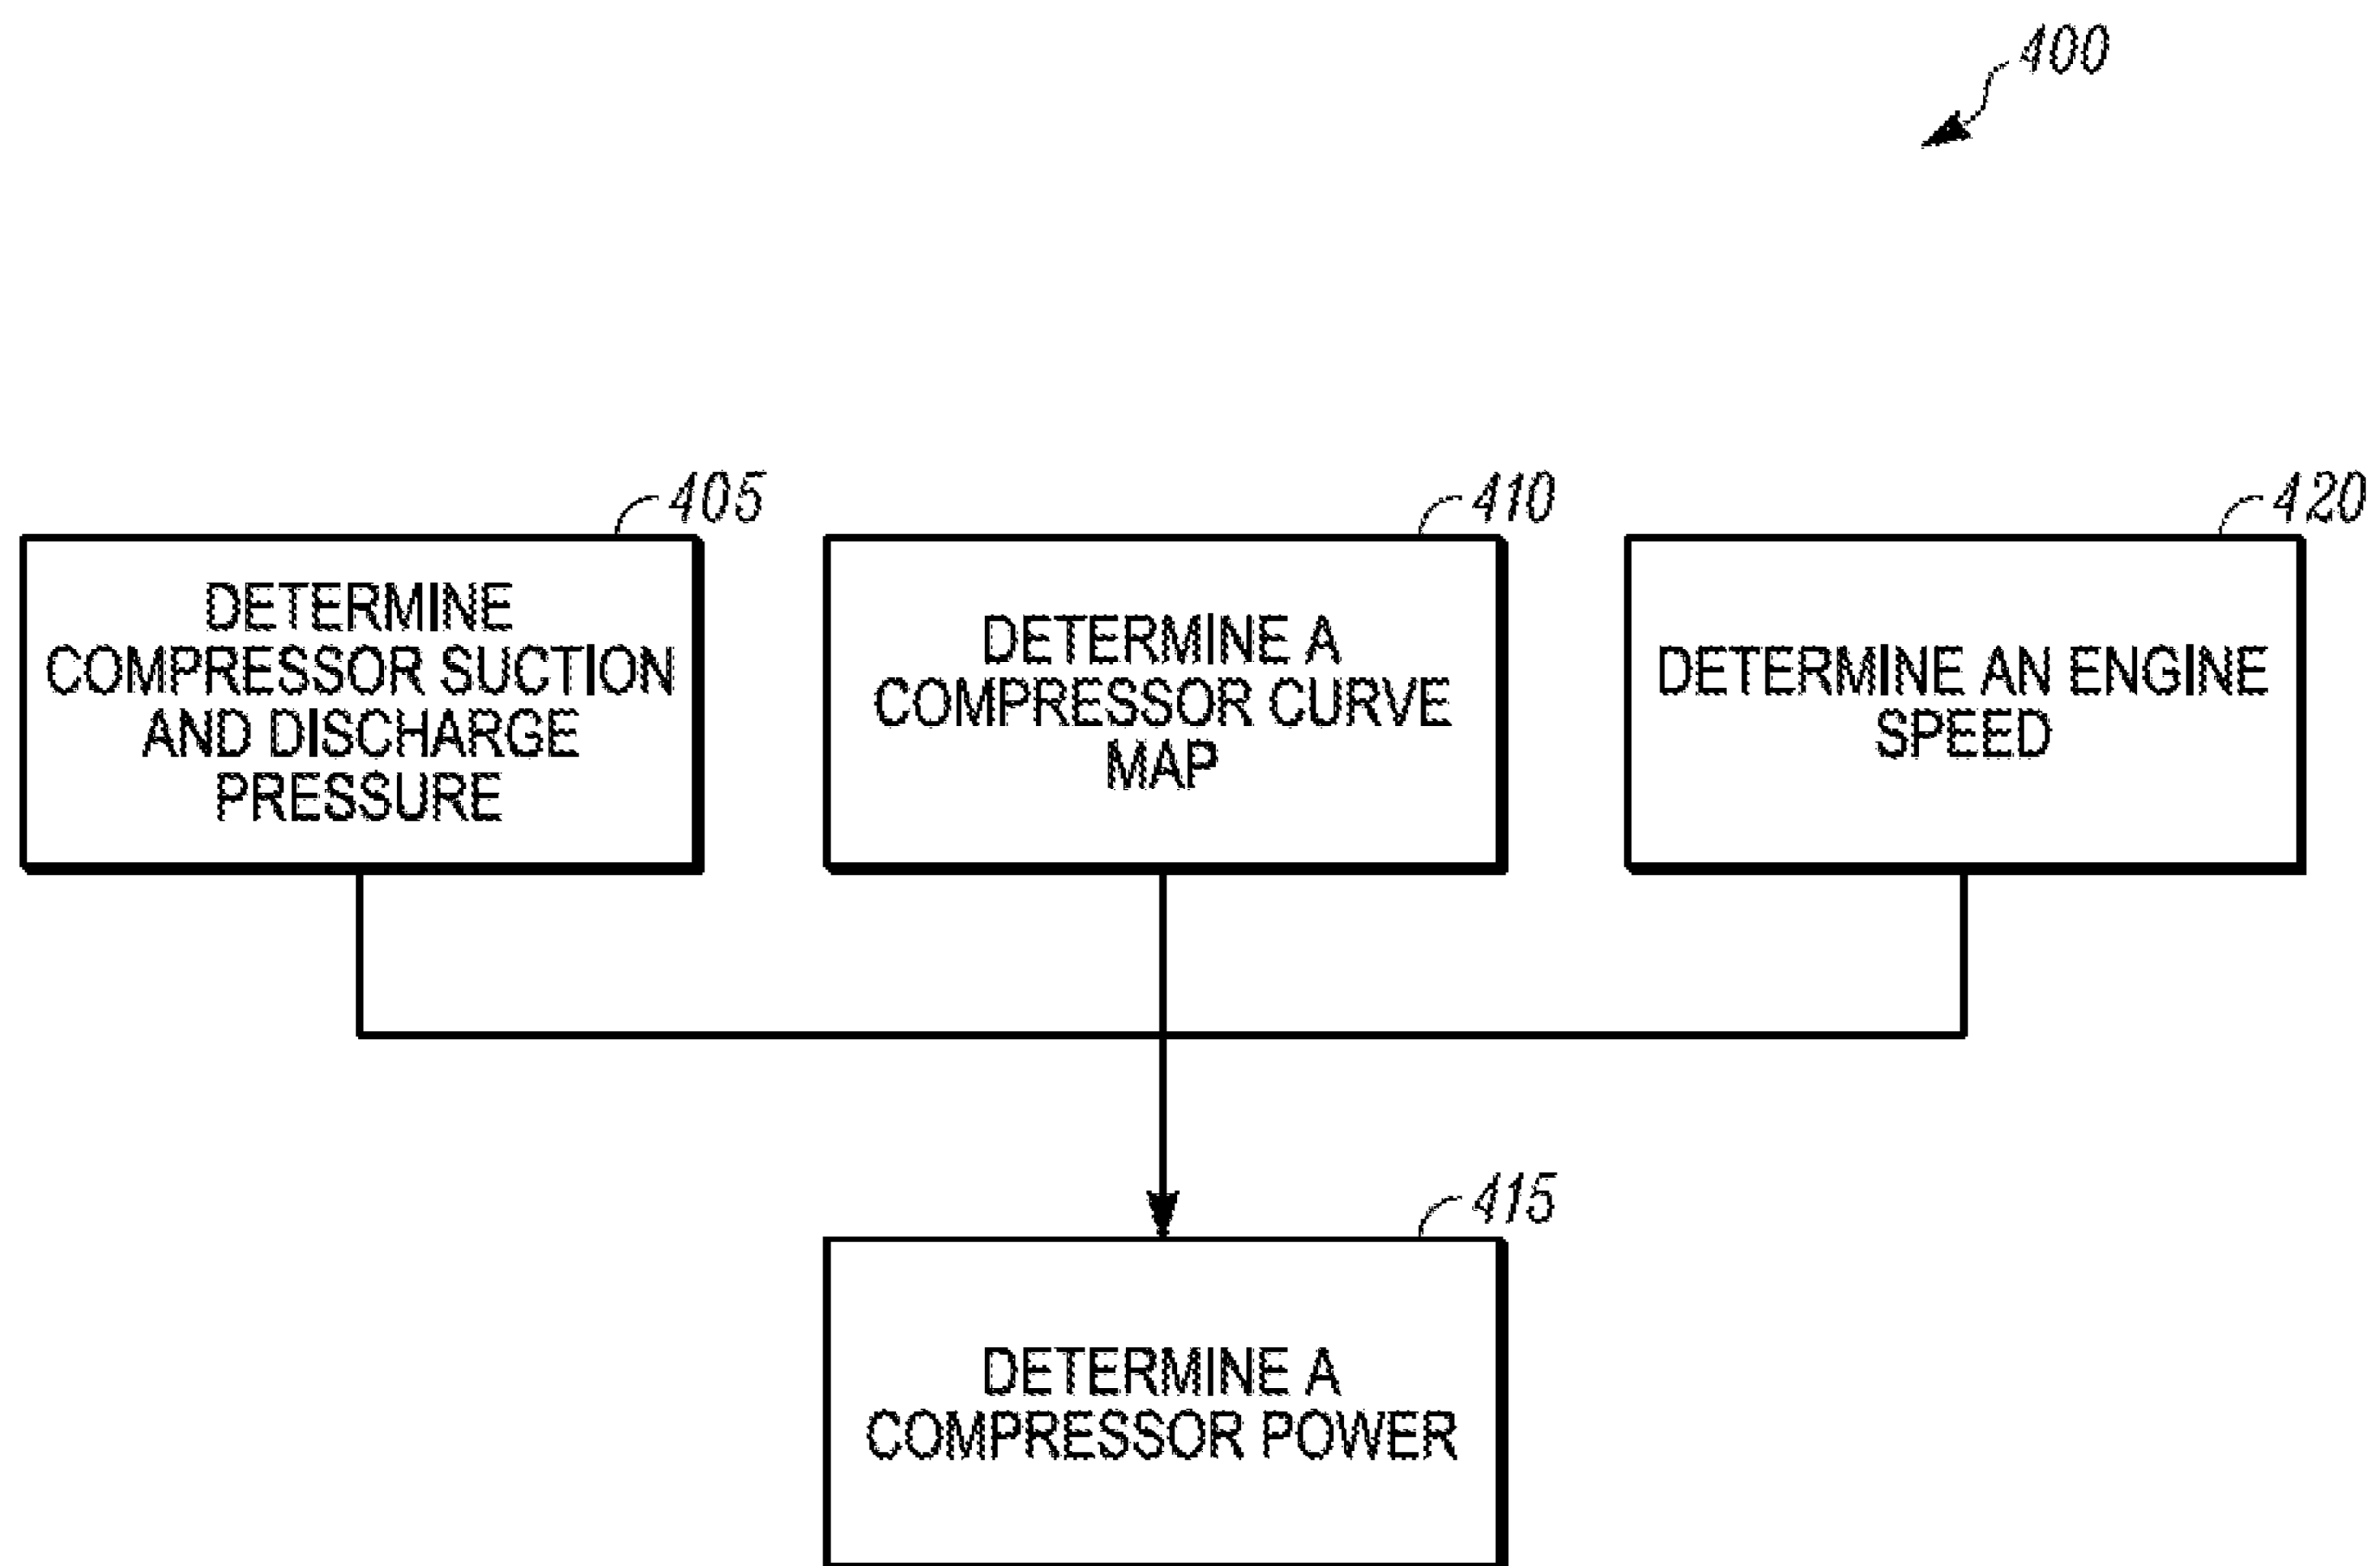 400
405
DETERMINE
COMPRESSOR SUCTION
AND DISCHARGE
PRESSURE
410
DETERMINE A
COMPRESSOR CURVE
MAP
420
DETERMINE AN ENGINE
SPEED
415
DETERMINE A
COMPRESSOR POWER